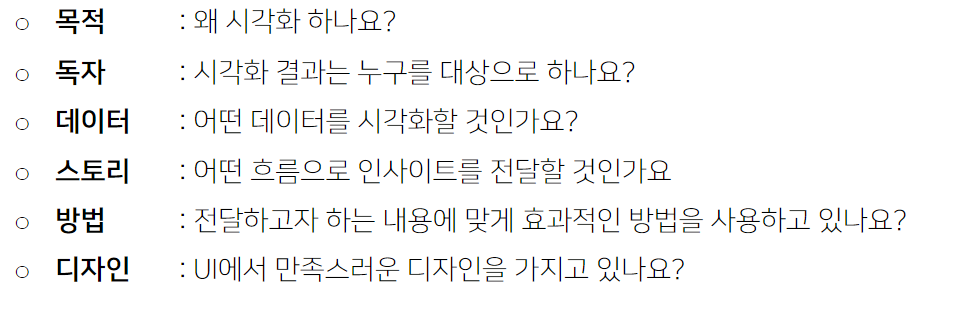 ○ 목적 : 왜 시각화 하나요?
○ 독자 : 시각화 결과는 누구를 대상으로 하나요?
○ 데이터 : 어떤 데이터를 시각화할 것인가요?
○ 스토리 : 어떤 흐름으로 인사이트를 전달할 것인가요
○ 방법 : 전달하고자 하는 내용에 맞게 효과적인 방법을 사용하고 있나요?
○ 디자인 : UI에서 만족스러운 디자인을 가지고 있나요?